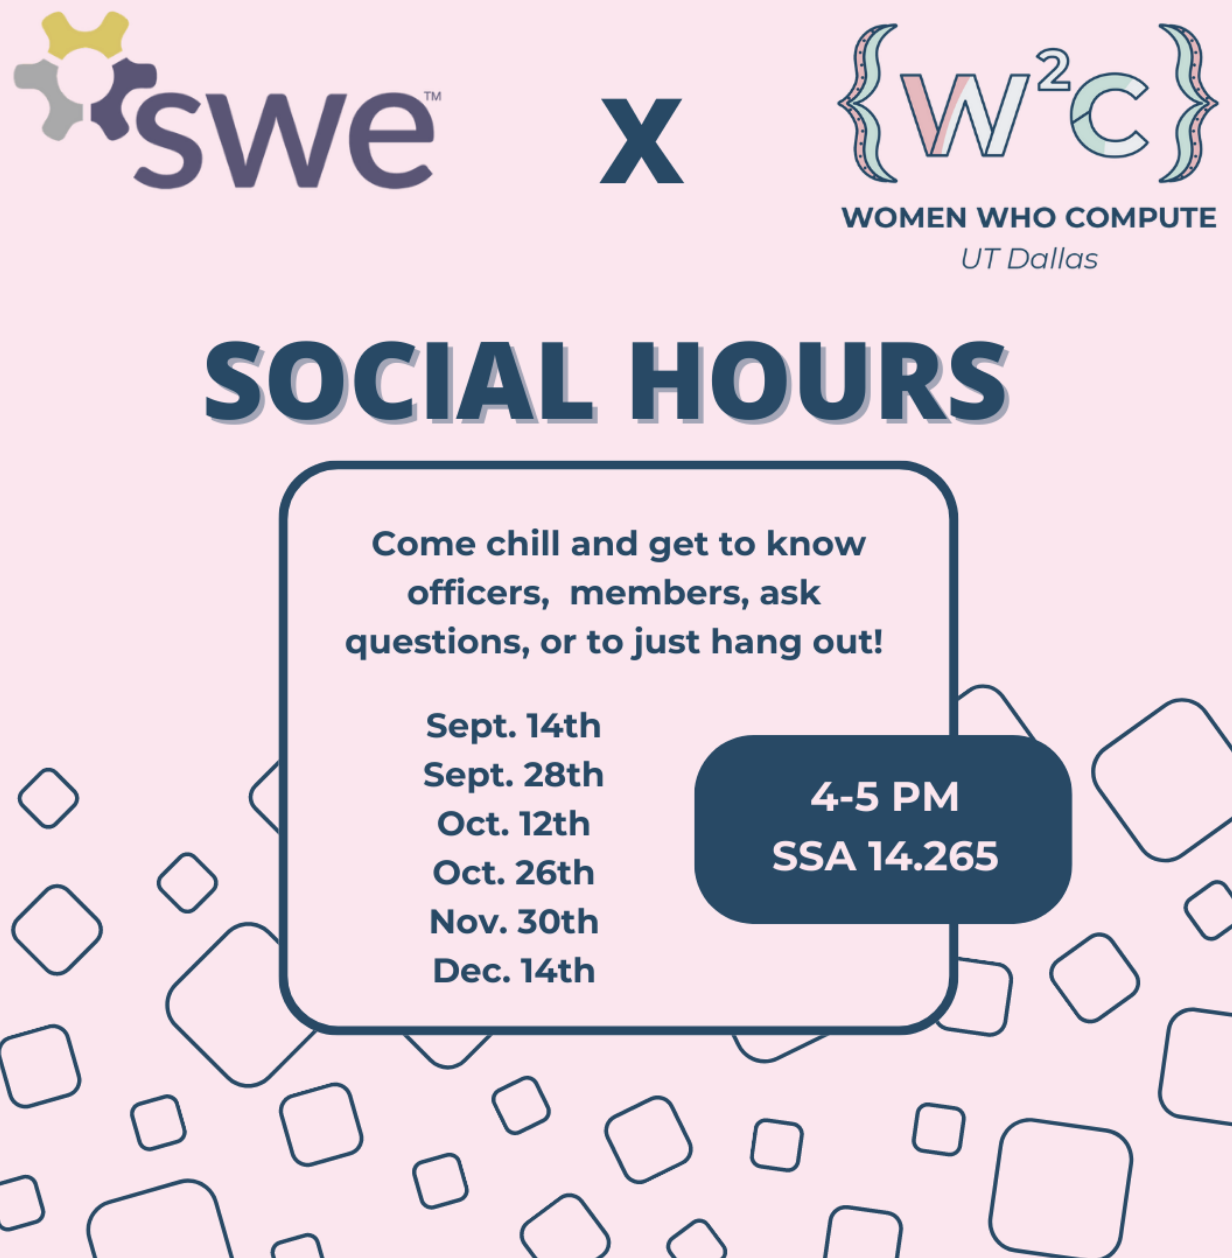 swe™
X
{W²C}
WOMEN WHO COMPUTE
UT Dallas
SOCIAL HOURS
Come chill and get to know
officers,  members, ask
questions, or to just hang out!
Sept. 14th
Sept. 28th
Oct. 12th
Oct. 26th
Nov. 30th
Dec. 14th
4-5 PM
SSA 14.265